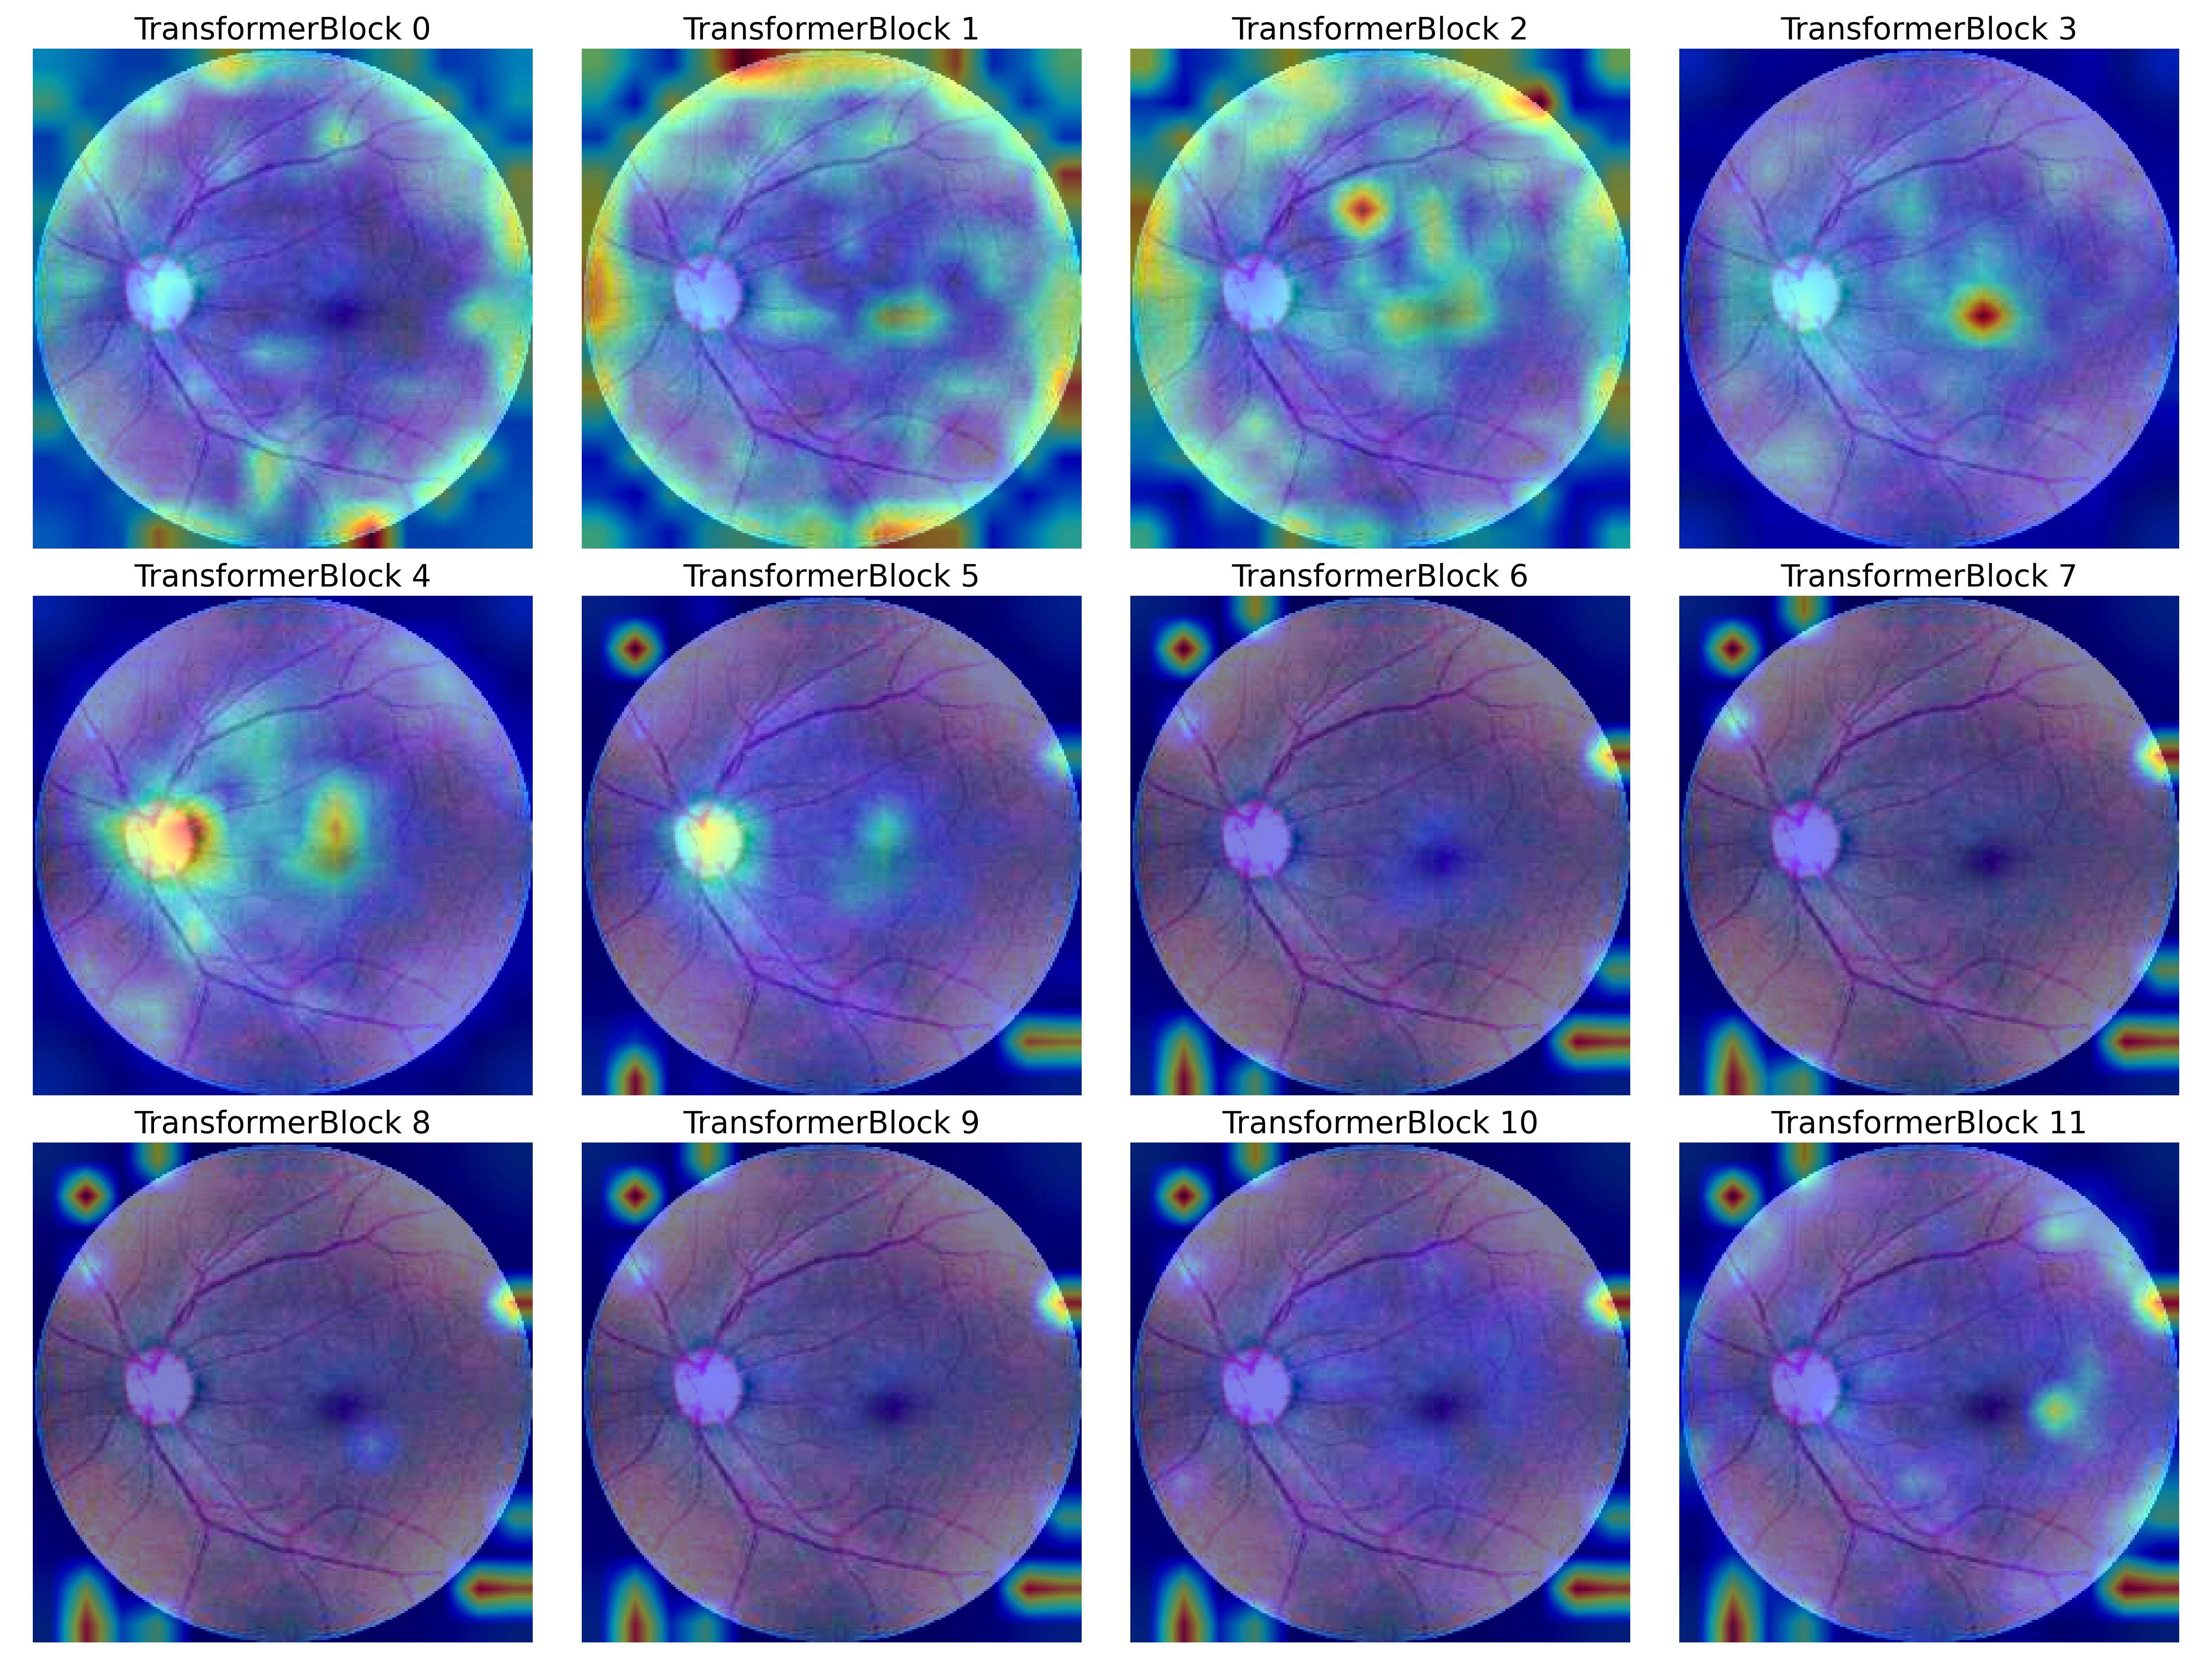 TransformerBlock 0
TransformerBlock 1
TransformerBlock 2
TransformerBlock 3
TransformerBlock 4
TransformerBlock 5
TransformerBlock 6
TransformerBlock 7
TransformerBlock 8
TransformerBlock 9
TransformerBlock 10
TransformerBlock 11